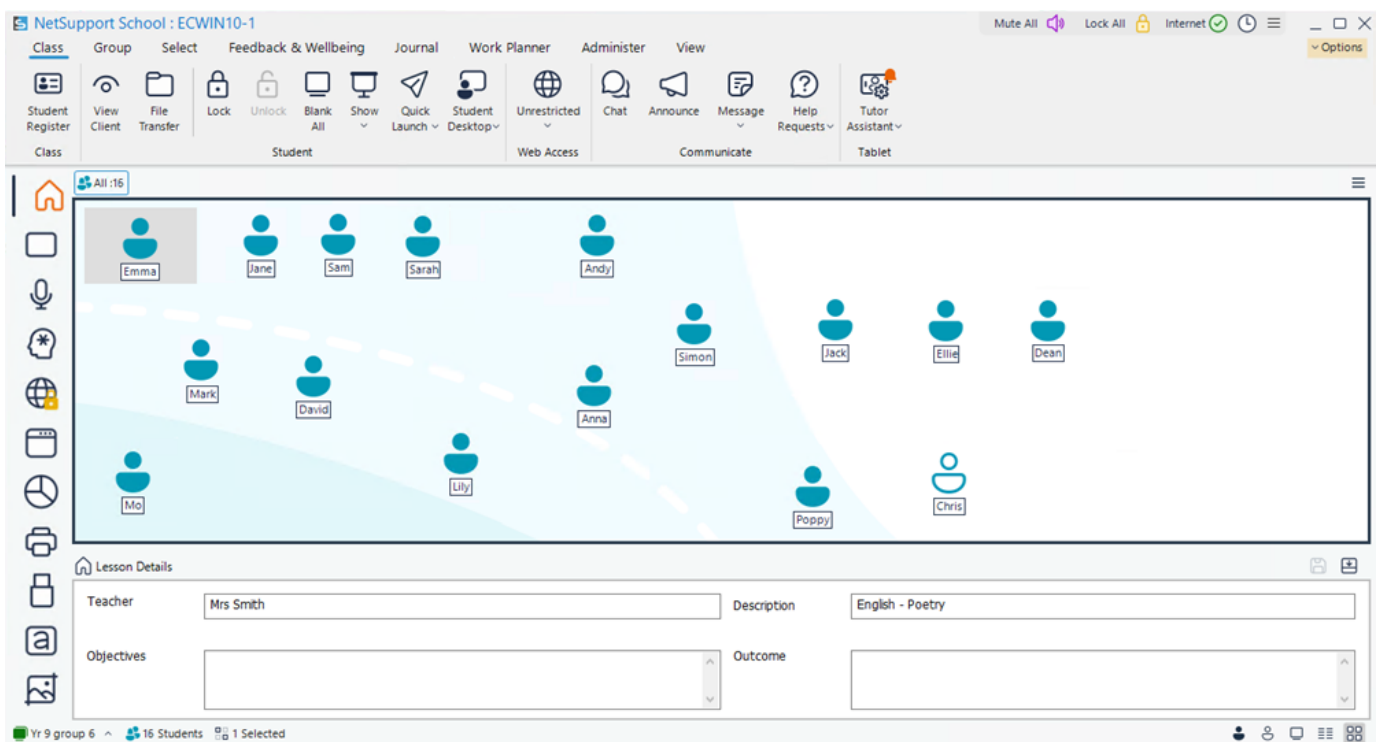 NetSupport School : ECWIN10-1
Mute All Lock All Internet
Class Group Select Feedback & Wellbeing Journal Work Planner Administer View
Options
Student Register
View Client
File Transfer
Lock
Unlock
Blank All
Show
Quick Launch
Student Desktop
Unrestricted
Chat
Announce
Message
Help Requests
Tutor Assistant
Class Student Web Access Communicate Tablet
All :16
Emma Jane Sam Sarah Andy
Simon Jack Ellie Dean
Mark David Anna
Mo Lily Poppy Chris
Lesson Details
Teacher Mrs Smith Description English - Poetry
Objectives Outcome
Yr 9 group 6 16 Students 1 Selected